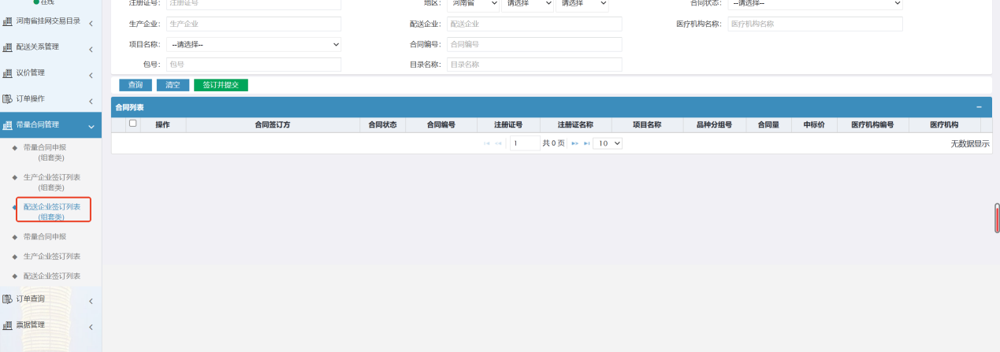 在线
河南省挂网交易目录
配送关系管理
议价管理
订单操作
带量合同管理
带量合同申报
(组套类)
生产企业签订列表
(组套类)
配送企业签订列表
(组套类)
带量合同申报
生产企业签订列表
配送企业签订列表
订单查询
票据管理
注册证号： 注册证号 地区： 河南省 请选择 请选择 合同状态： --请选择--
生产企业： 生产企业 配送企业： 配送企业 医疗机构名称： 医疗机构名称
项目名称： --请选择-- 合同编号： 合同编号
包号： 包号 目录名称： 目录名称
查询 清空 签订并提交
合同列表
操作 合同签订方 合同状态 合同编号 注册证号 注册证名称 项目名称 品种分组号 合同量 中标价 医疗机构编号 医疗机构
1 共 0 页 10 无数据显示